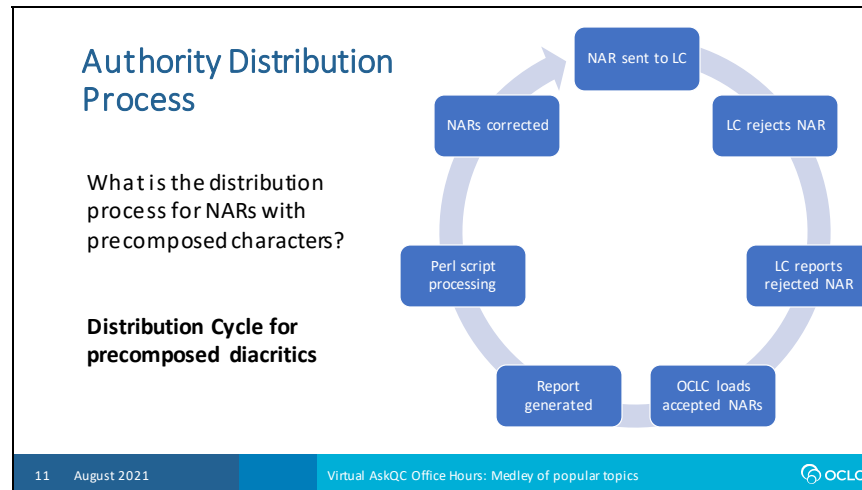 Authority Distribution
Process
What is the distribution
process for NARs with
precomposed characters?
Distribution Cycle for
precomposed diacritics
NAR sent to LC
LC rejects NAR
LC reports
rejected NAR
OCLC loads
accepted NARs
Report
generated
Perl script
processing
NARs corrected
11 August 2021 Virtual AskQC Office Hours: Medley of popular topics OCLC